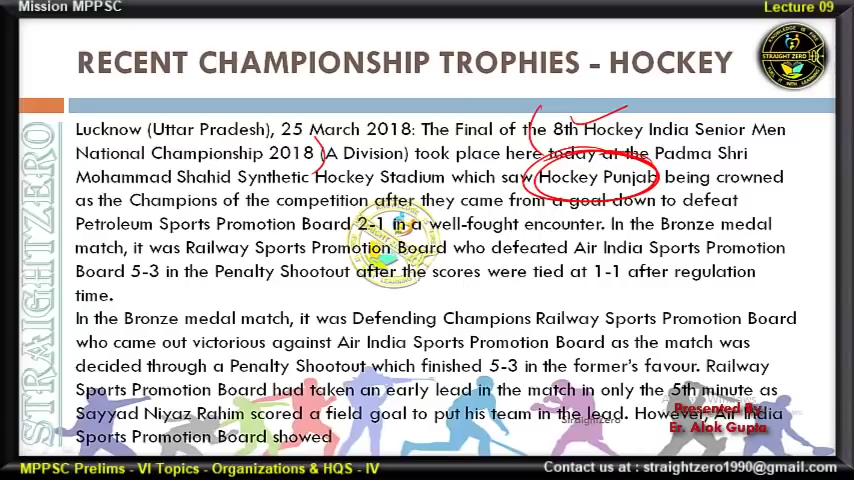 Mission MPPSC
Lecture 09
RECENT CHAMPIONSHIP TROPHIES - HOCKEY
STRAIGHT ZERO
Lucknow (Uttar Pradesh), 25 March 2018: The Final of the 8th Hockey India Senior Men
National Championship 2018 (A Division) took place here today at the Padma Shri
Mohammad Shahid Synthetic Hockey Stadium which saw Hockey Punjab being crowned
as the Champions of the competition after they came from a goal down to defeat
Petroleum Sports Promotion Board 2-1 in a well-fought encounter. In the Bronze medal
match, it was Railway Sports Promotion Board who defeated Air India Sports Promotion
Board 5-3 in the Penalty Shootout after the scores were tied at 1-1 after regulation
time.
In the Bronze medal match, it was Defending Champions Railway Sports Promotion Board
who came out victorious against Air India Sports Promotion Board as the match was
decided through a Penalty Shootout which finished 5-3 in the former's favour. Railway
Sports Promotion Board had taken an early lead in the match in only the 5th minute as
Sayyad Niyaz Rahim scored a field goal to put his team in the lead. However, Air India
Sports Promotion Board showed
STRAIGHTZERO
StraightZero
Presented By
Er. Alok Gupta
MPPSC Prelims - VI Topics - Organizations & HQS - IV
Contact us at : straightzero1990@gmail.com